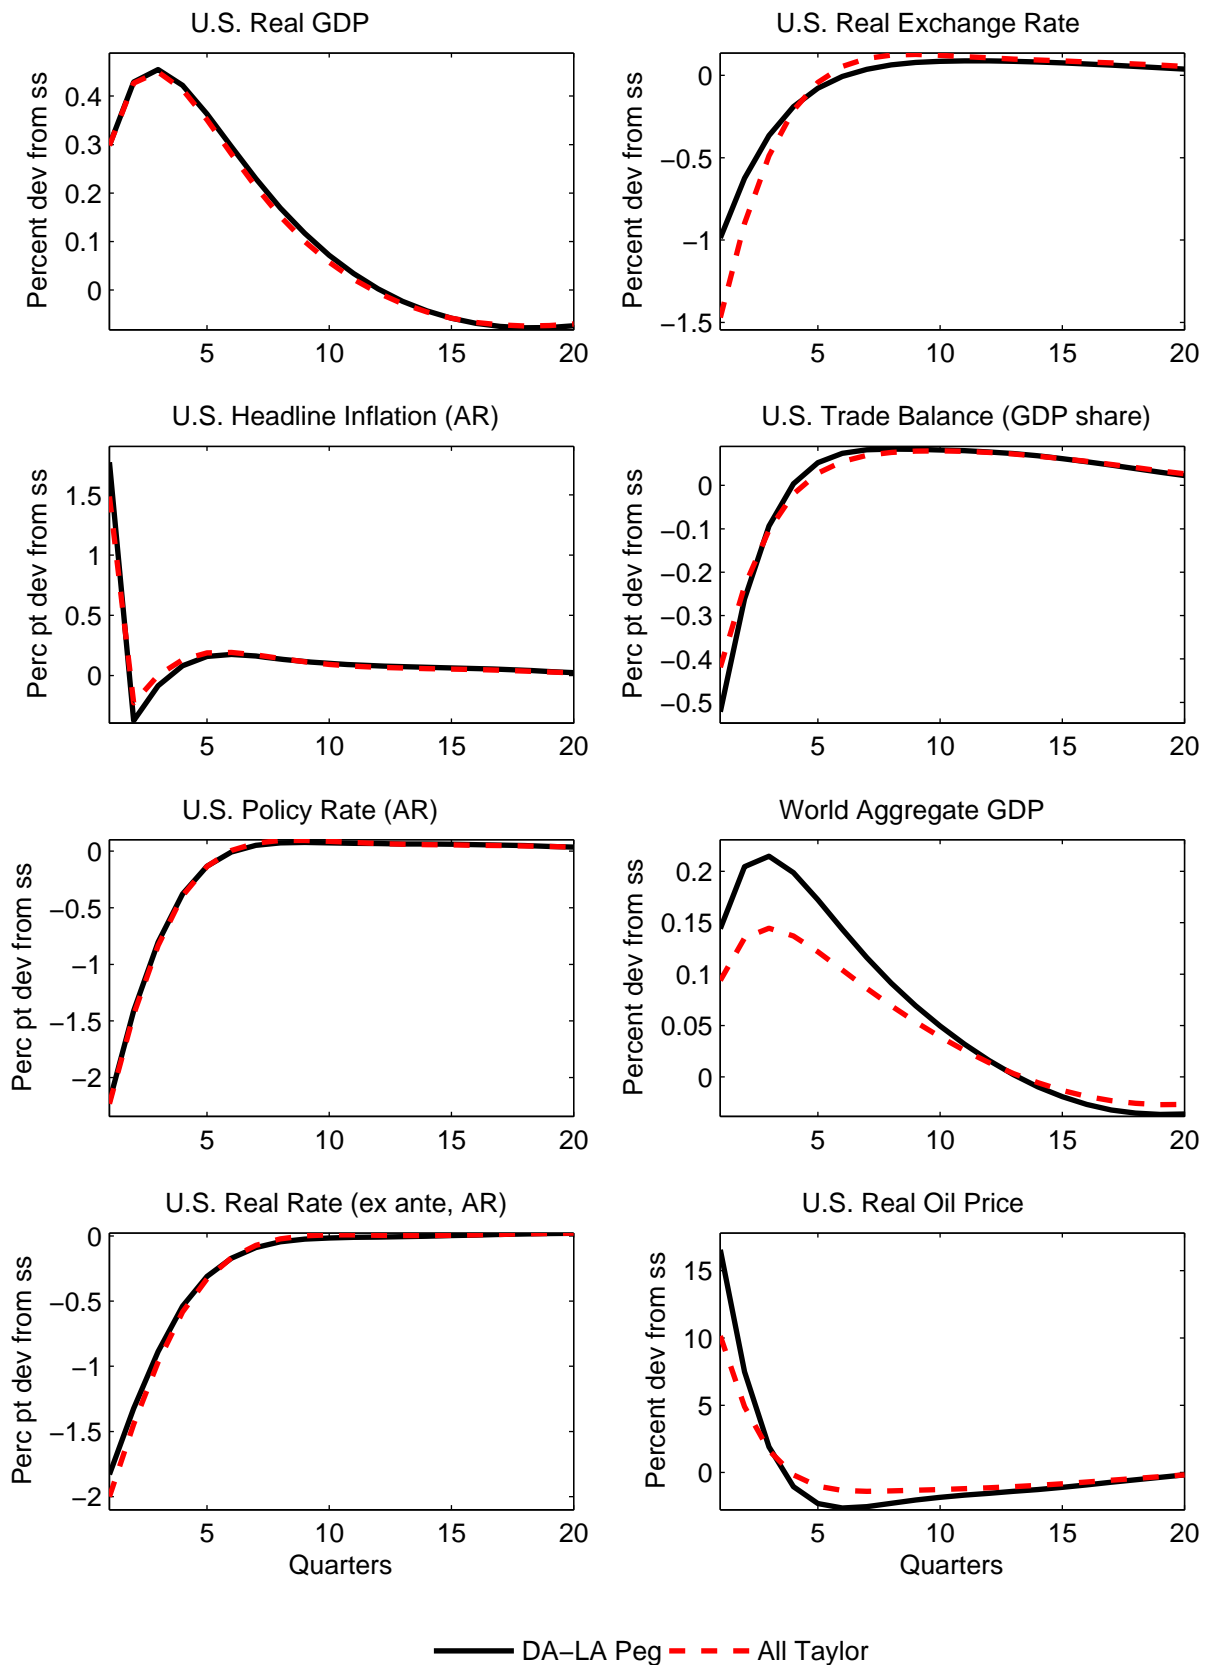 U.S. Real GDP
Percent dev from ss
0.4
0.3
0.2
0.1
0
5 10 15 20
U.S. Real Exchange Rate
Percent dev from ss
0
−0.5
−1
−1.5
5 10 15 20
U.S. Headline Inflation (AR)
Perc pt dev from ss
1.5
1
0.5
0
5 10 15 20
U.S. Trade Balance (GDP share)
Perc pt dev from ss
0
−0.1
−0.2
−0.3
−0.4
−0.5
5 10 15 20
U.S. Policy Rate (AR)
Perc pt dev from ss
0
−0.5
−1
−1.5
−2
5 10 15 20
World Aggregate GDP
Percent dev from ss
0.2
0.15
0.1
0.05
0
5 10 15 20
U.S. Real Rate (ex ante, AR)
Perc pt dev from ss
0
−0.5
−1
−1.5
−2
5 10 15 20
Quarters
U.S. Real Oil Price
Percent dev from ss
15
10
5
0
5 10 15 20
Quarters
DA−LA Peg All Taylor